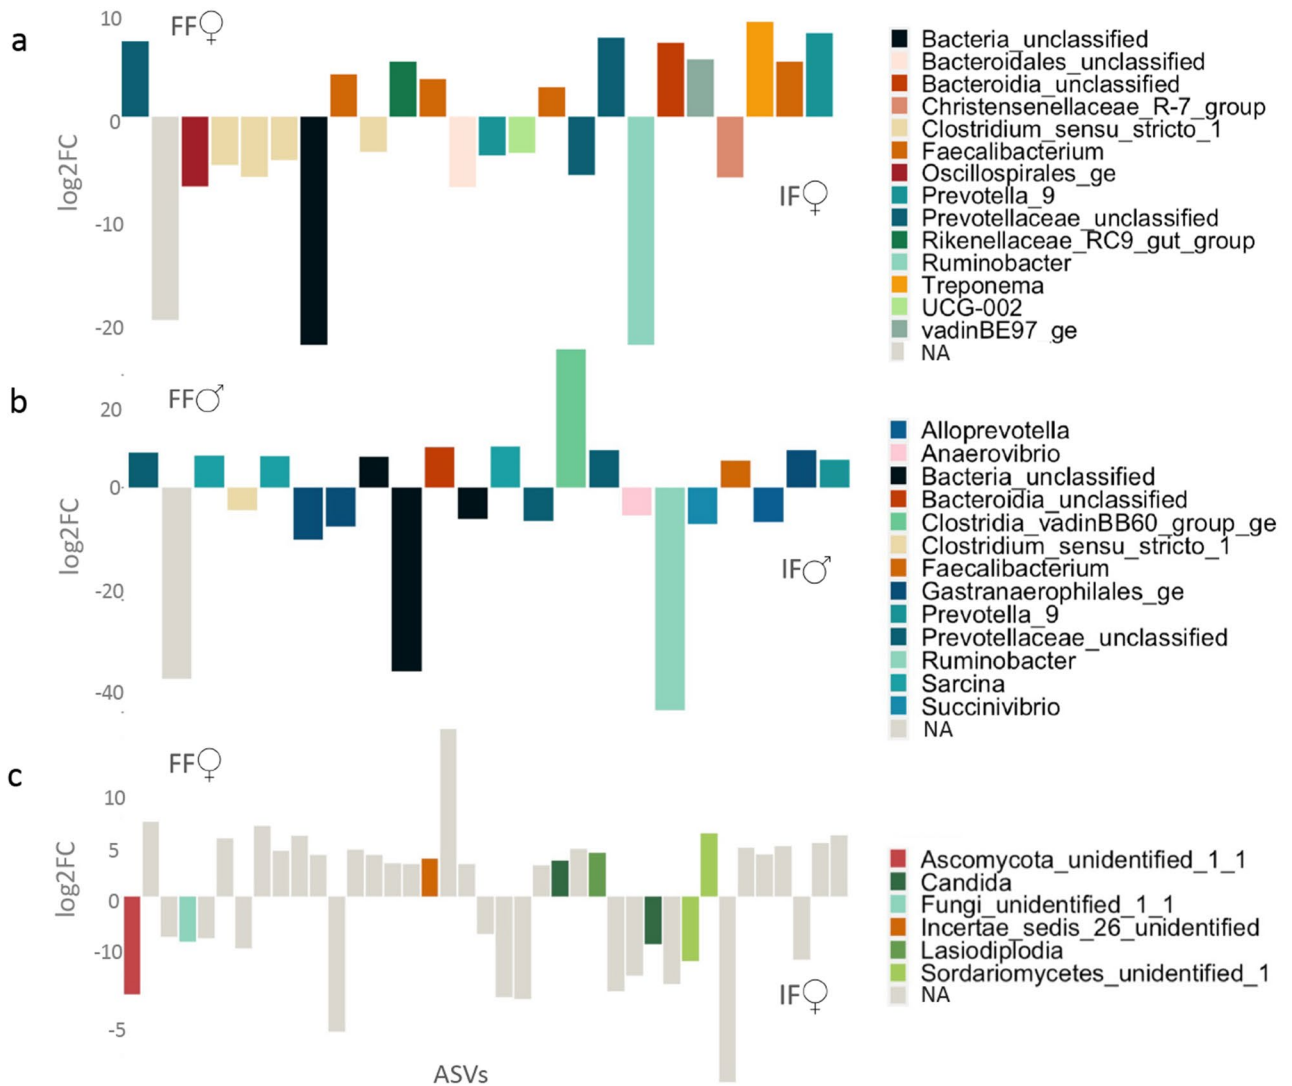 a
FF♀
10
0
-10
-20
log2FC
IF♀
Bacteria_unclassified
Bacteroidales_unclassified
Bacteroidia_unclassified
Christensenellaceae_R-7_group
Clostridium_sensu_stricto_1
Faecalibacterium
Oscillospirales_ge
Prevotella_9
Prevotellaceae_unclassified
Rikenellaceae_RC9_gut_group
Ruminobacter
Treponema
UCG-002
vadinBE97_ge
NA
b
FF♂
20
0
-20
-40
log2FC
IF♂
Alloprevotella
Anaerovibrio
Bacteria_unclassified
Bacteroidia_unclassified
Clostridia_vadinBB60_group_ge
Clostridium_sensu_stricto_1
Faecalibacterium
Gastranaerophilales_ge
Prevotella_9
Prevotellaceae_unclassified
Ruminobacter
Sarcina
Succinivibrio
NA
c
FF♀
10
5
0
-10
-5
log2FC
IF♀
ASVs
Ascomycota_unidentified_1_1
Candida
Fungi_unidentified_1_1
Incertae_sedis_26_unidentified
Lasiodiplodia
Sordariomycetes_unidentified_1
NA